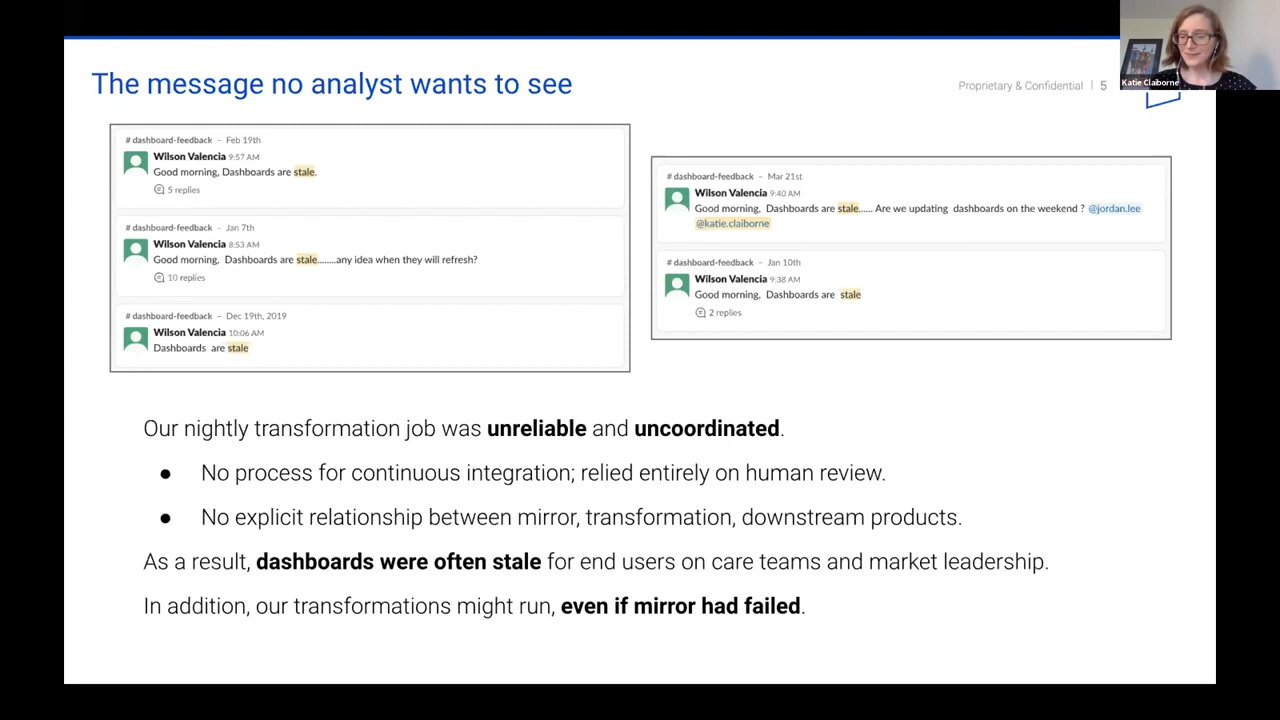 The message no analyst wants to see
Proprietary & Confidential | 5
Katie Claiborne
# dashboard-feedback – Feb 19th
Wilson Valencia 9:57 AM
Good morning, Dashboards are stale.
5 replies
# dashboard-feedback – Jan 7th
Wilson Valencia 8:53 AM
Good morning,  Dashboards are stale.......any idea when they will refresh?
10 replies
# dashboard-feedback – Dec 19th, 2019
Wilson Valencia 10:06 AM
Dashboards  are stale
# dashboard-feedback – Mar 21st
Wilson Valencia 9:40 AM
Good morning,  Dashboards are stale..... Are we updating  dashboards on the weekend ? @jordan.lee
@katie.claiborne
# dashboard-feedback – Jan 10th
Wilson Valencia 9:38 AM
Good morning,  Dashboards are  stale
2 replies
Our nightly transformation job was unreliable and uncoordinated.
● No process for continuous integration; relied entirely on human review.
● No explicit relationship between mirror, transformation, downstream products.
As a result, dashboards were often stale for end users on care teams and market leadership.
In addition, our transformations might run, even if mirror had failed.